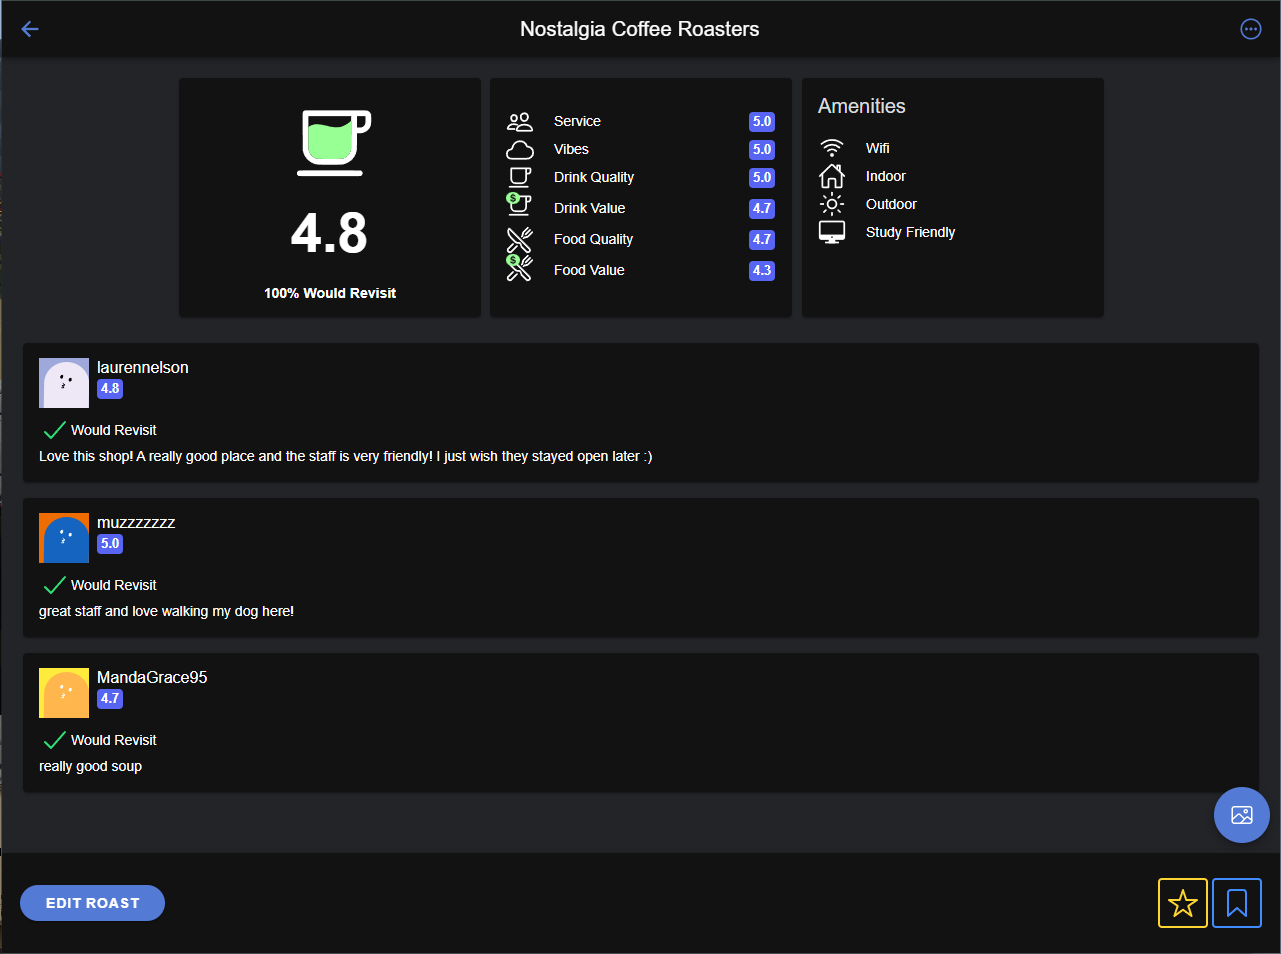 Nostalgia Coffee Roasters
4.8
100% Would Revisit
Service 5.0
Vibes 5.0
Drink Quality 5.0
$
Drink Value 4.7
Food Quality 4.7
$
Food Value 4.3
Amenities
Wifi
Indoor
Outdoor
Study Friendly
laurennelson
4.8
Would Revisit
Love this shop! A really good place and the staff is very friendly! I just wish they stayed open later :)
muzzzzzzz
5.0
Would Revisit
great staff and love walking my dog here!
MandaGrace95
4.7
Would Revisit
really good soup
EDIT ROAST